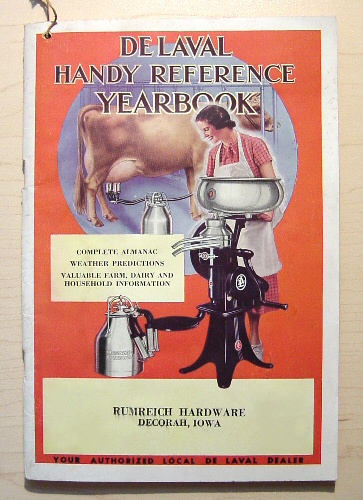 DE LAVAL
HANDY REFERENCE
YEARBOOK
COMPLETE ALMANAC
WEATHER PREDICTIONS
VALUABLE FARM, DAIRY AND
HOUSEHOLD INFORMATION
RUMREICH HARDWARE
DECORAH, IOWA
YOUR AUTHORIZED LOCAL DE LAVAL DEALER